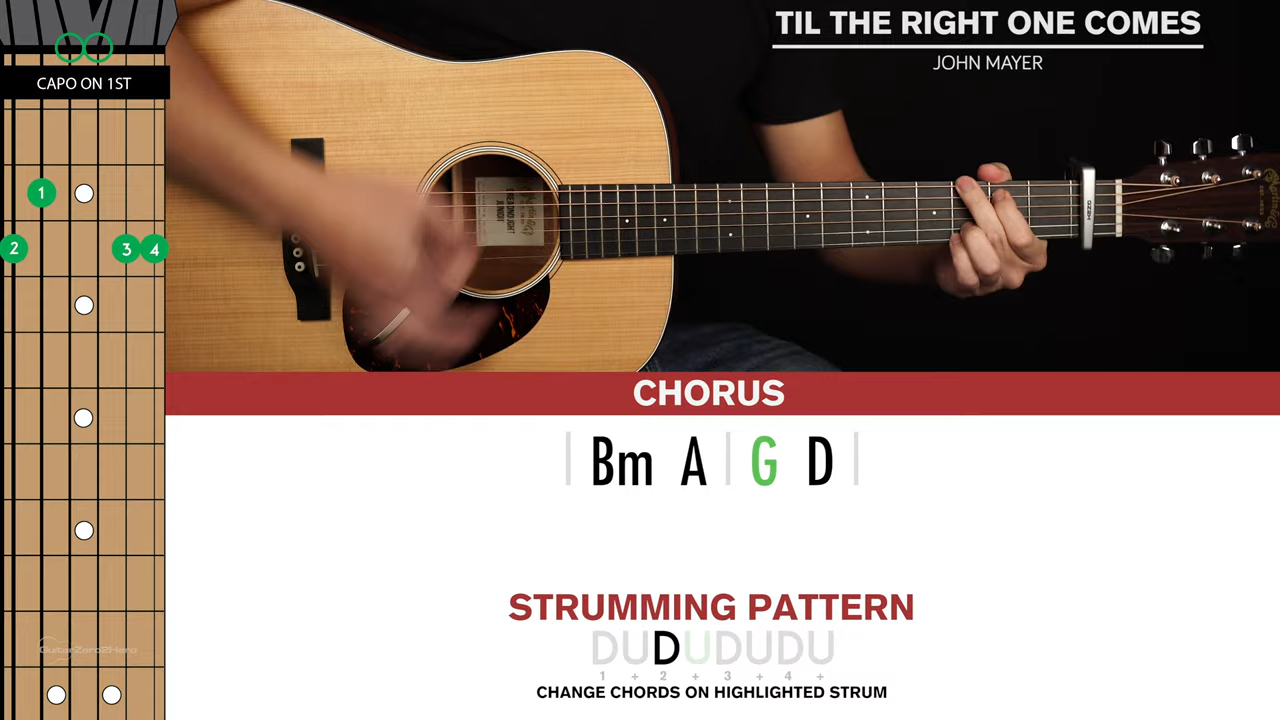 TIL THE RIGHT ONE COMES
JOHN MAYER
CAPO ON 1ST
1
2 3 4
CHORUS
| Bm A | G D |
STRUMMING PATTERN
DUDUDUDU
1 + 2 + 3 + 4 +
CHANGE CHORDS ON HIGHLIGHTED STRUM
GuitarZero2Hero